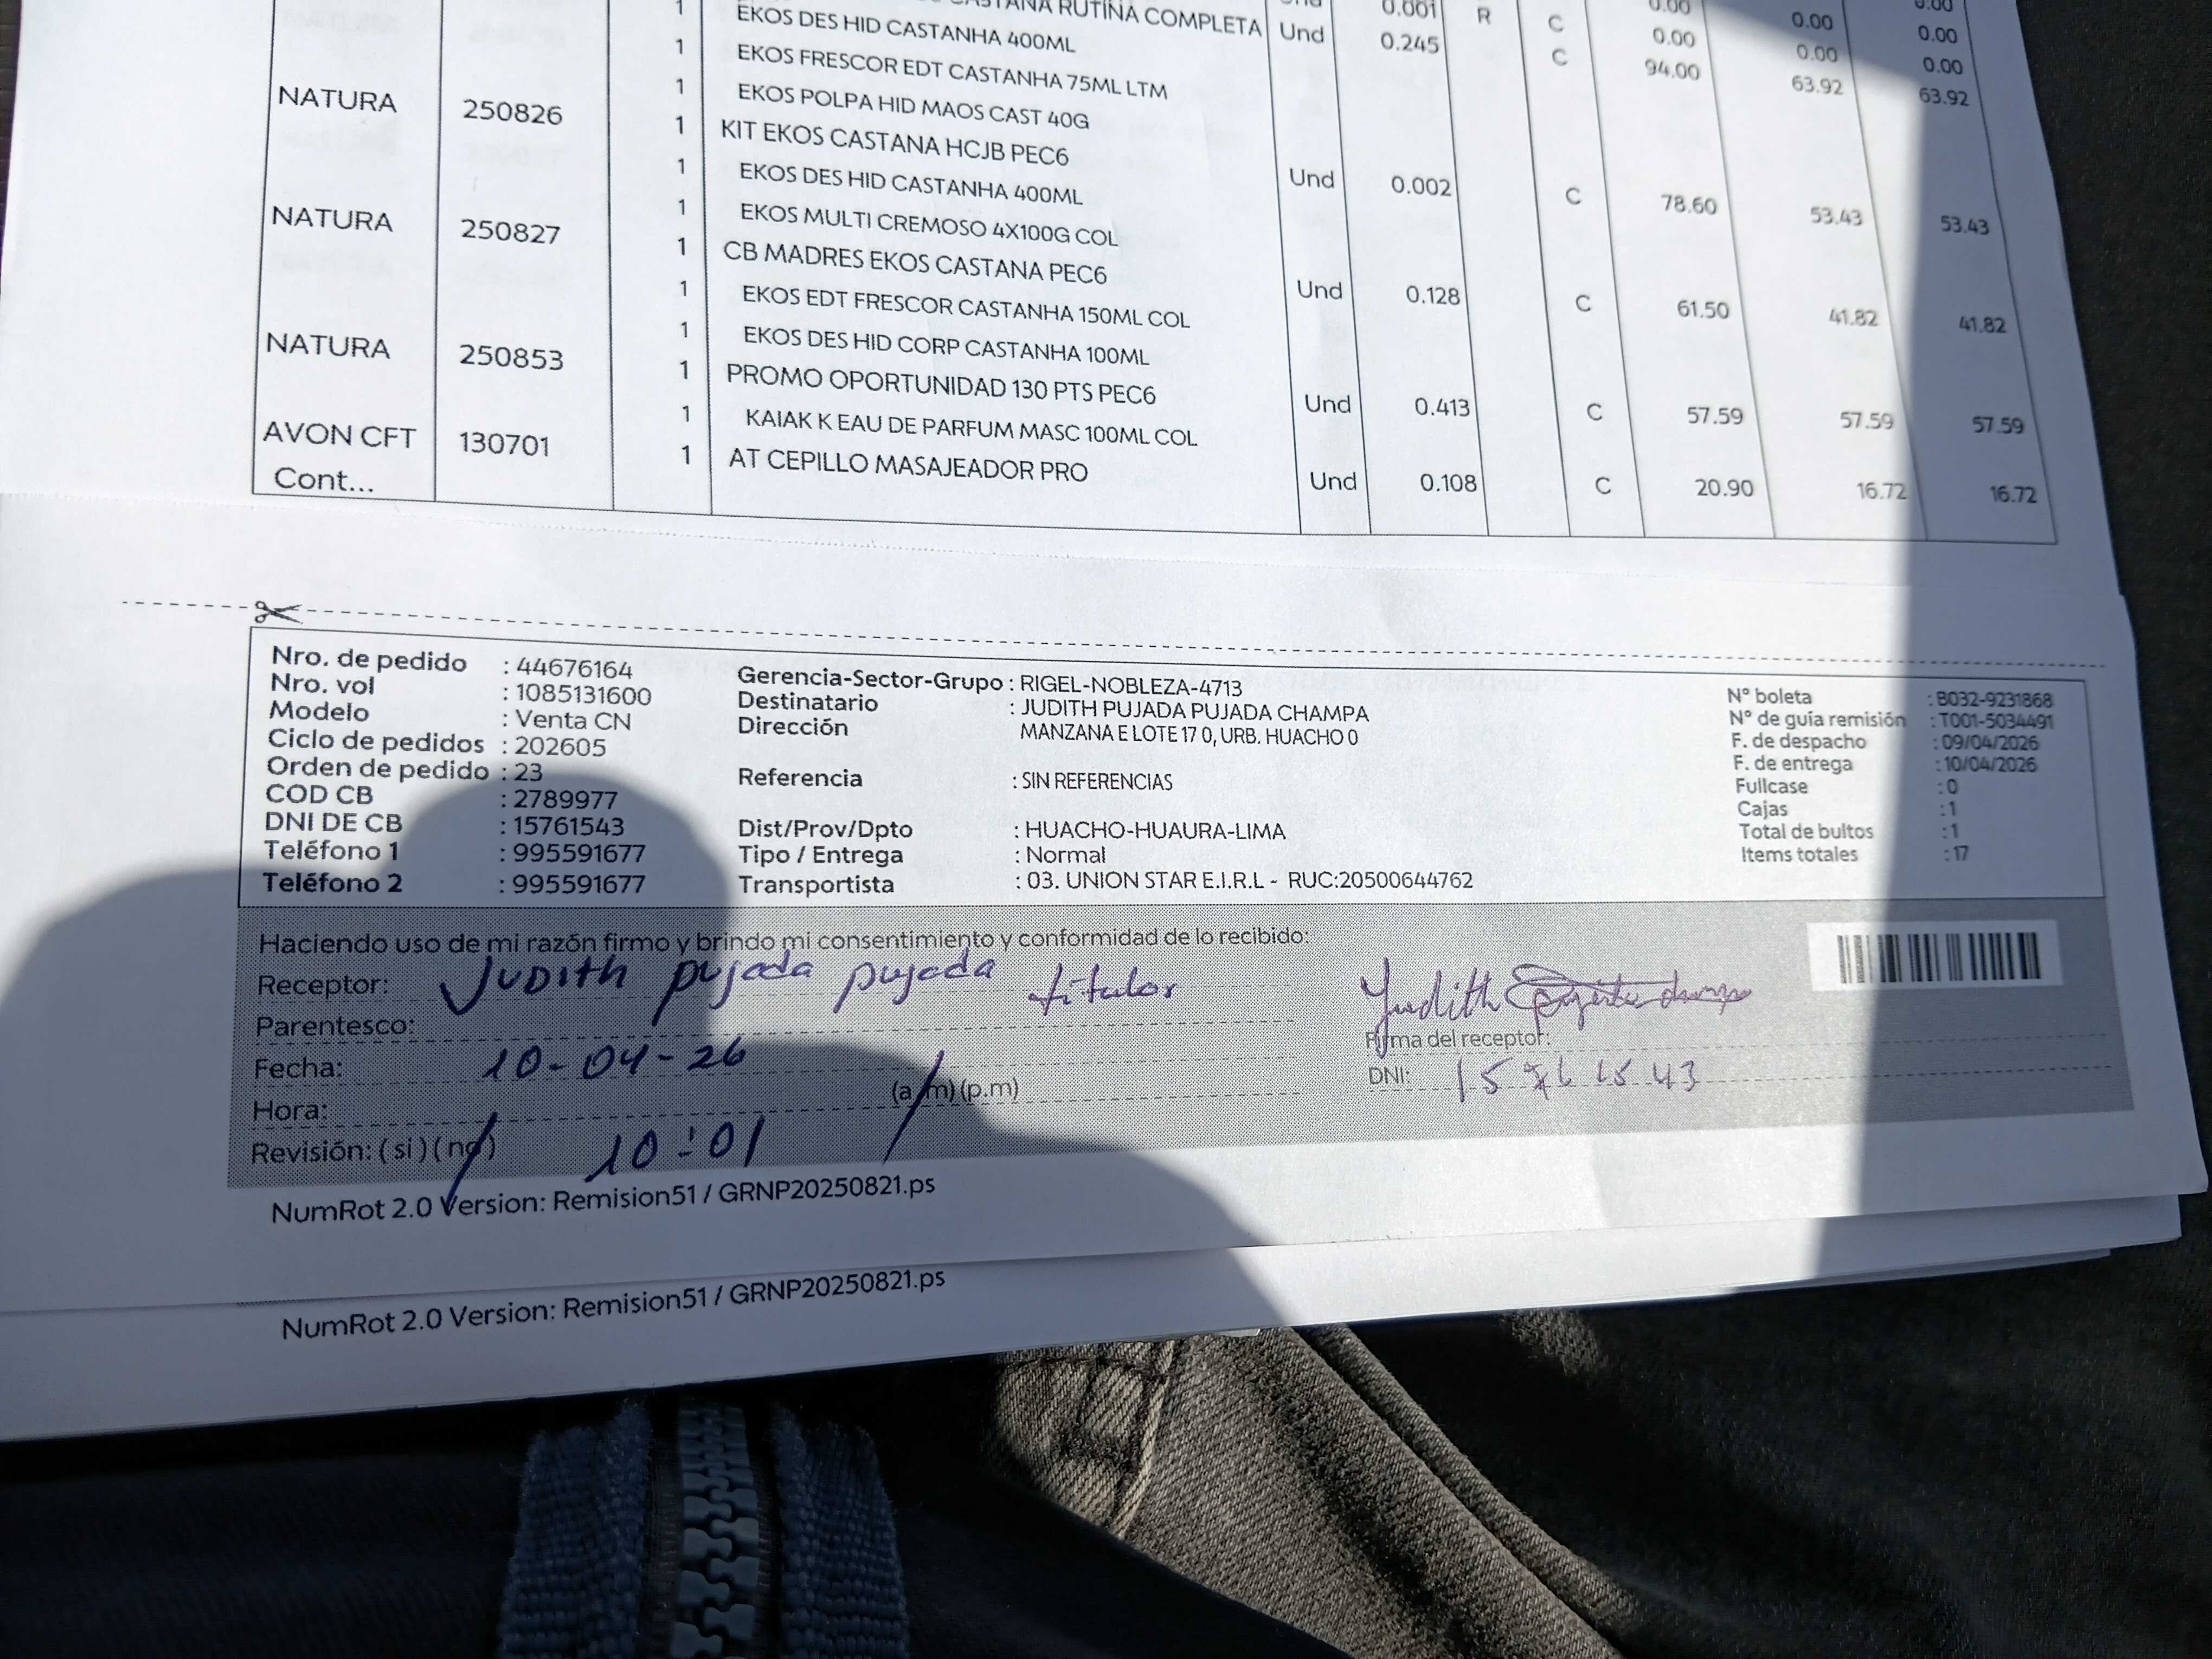 CASTANA RUTINA COMPLETA 0.001 R C 0.00 0.00 0.00
1 EKOS DES HID CASTANHA 400ML Und 0.245 C 0.00 0.00 0.00
1 EKOS FRESCOR EDT CASTANHA 75ML LTM 94.00 63.92 0.00
1 EKOS POLPA HID MAOS CAST 40G 63.92
NATURA 250826 1 KIT EKOS CASTANA HCJB PEC6 Und 0.002 C 78.60 53.43 53.43
1 EKOS DES HID CASTANHA 400ML
1 EKOS MULTI CREMOSO 4X100G COL
NATURA 250827 1 CB MADRES EKOS CASTANA PEC6 Und 0.128 C 61.50 41.82 41.82
1 EKOS EDT FRESCOR CASTANHA 150ML COL
1 EKOS DES HID CORP CASTANHA 100ML
NATURA 250853 1 PROMO OPORTUNIDAD 130 PTS PEC6 Und 0.413 C 57.59 57.59 57.59
1 KAIAK K EAU DE PARFUM MASC 100ML COL
AVON CFT 130701 1 AT CEPILLO MASAJEADOR PRO Und 0.108 C 20.90 16.72 16.72
Cont...
Nro. de pedido : 44676164
Nro. vol : 1085131600
Modelo : Venta CN
Ciclo de pedidos : 202605
Orden de pedido : 23
COD CB : 2789977
DNI DE CB : 15761543
Teléfono 1 : 995591677
Teléfono 2 : 995591677
Gerencia-Sector-Grupo : RIGEL-NOBLEZA-4713
Destinatario : JUDITH PUJADA PUJADA CHAMPA
Dirección MANZANA E LOTE 17 0, URB. HUACHO 0
Referencia : SIN REFERENCIAS
Dist/Prov/Dpto : HUACHO-HUAURA-LIMA
Tipo / Entrega : Normal
Transportista : 03. UNION STAR E.I.R.L - RUC:20500644762
N° boleta : B032-9231868
N° de guía remisión : T001-5034491
F. de despacho : 09/04/2026
F. de entrega : 10/04/2026
Fullcase : 0
Cajas : 1
Total de bultos : 1
Items totales : 17
Haciendo uso de mi razón firmo y brindo mi consentimiento y conformidad de lo recibido:
Receptor: Judith pujada pujada titular
Parentesco:
Fecha: 10-04-26
Hora: (a.m) (p.m)
Revisión: (si) (no) 10:01
Judith
Firma del receptor:
DNI: 15761543
NumRot 2.0 Version: Remision51 / GRNP20250821.ps
NumRot 2.0 Version: Remision51 / GRNP20250821.ps